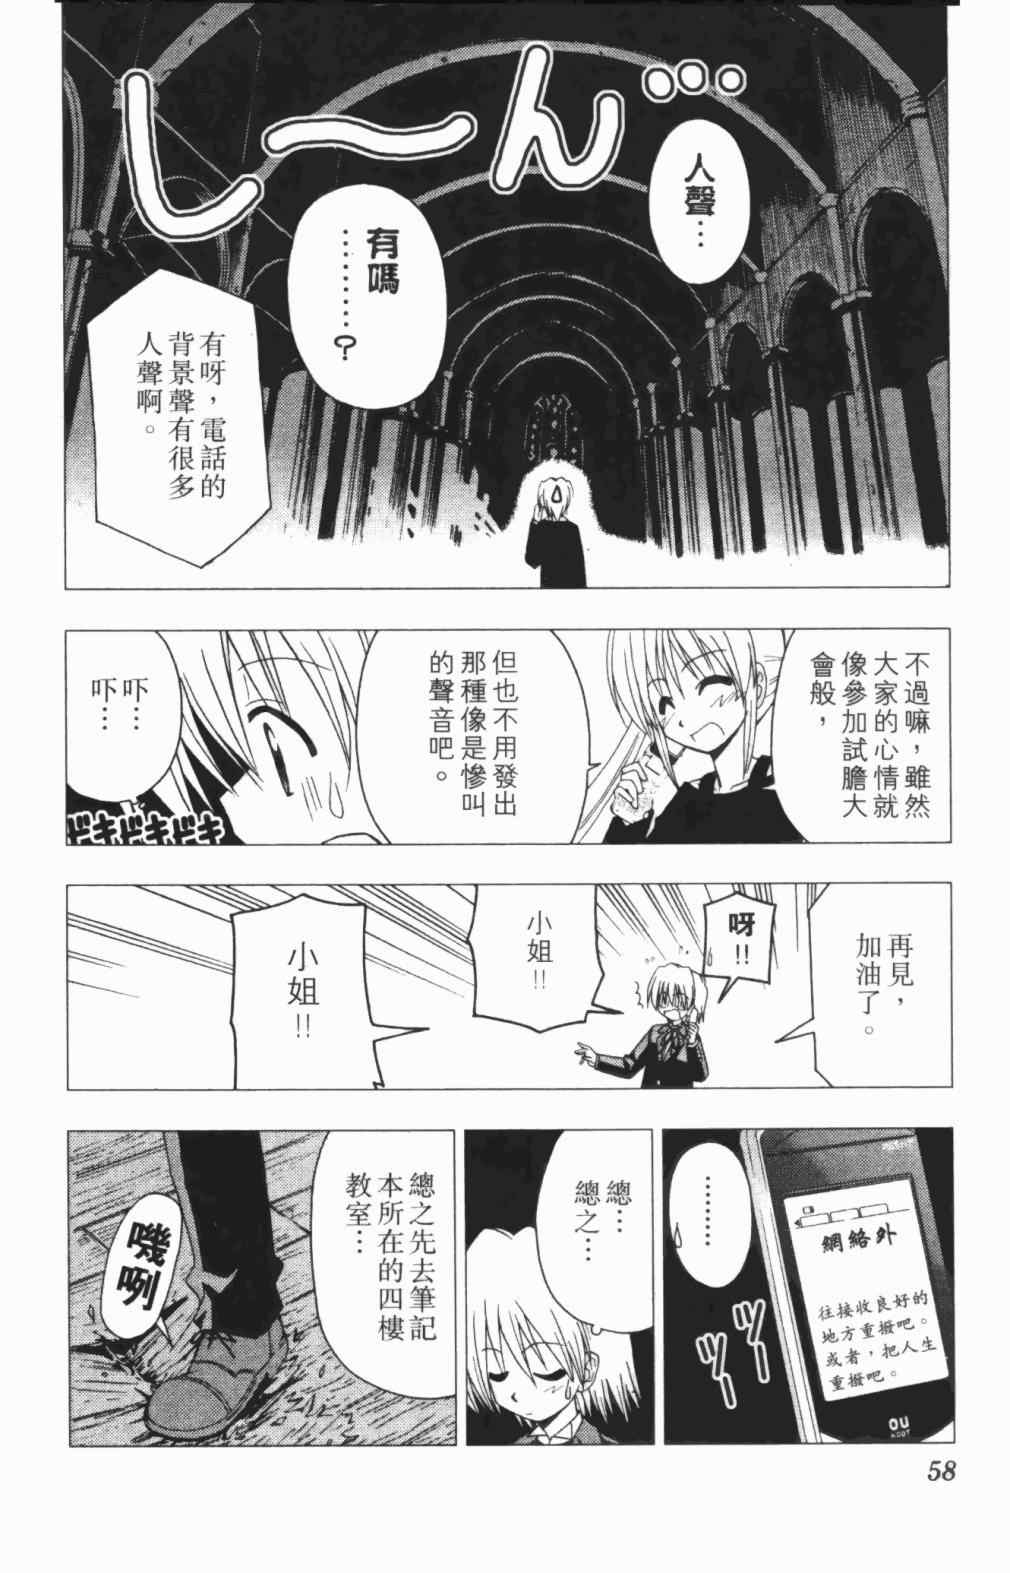 し～ん…
人聲…
有嗎
………？
有呀，電話的
背景聲有很多
人聲啊。
不過嘛，雖然
大家的心情就
像參加試膽大
會般，
但也不用發出
那種像是慘叫
的聲音吧。
吓…
吓…
ドキドキドキ
再見，
加油了。
呀!!
小姐!!
小姐!!
網絡外
往接收良好的
地方重撥吧。
或者，把人生
重撥吧。
OU
………
ツー
ツー
總…
總之…
總之先去筆記
本所在的四樓
教室…
嘰
咧
58